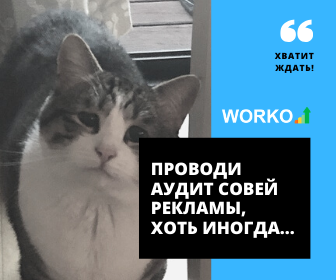 ХВАТИТ
ЖДАТЬ!
WORKO
ПРОВОДИ
АУДИТ СОВЕЙ
РЕКЛАМЫ,
ХОТЬ ИНОГДА...